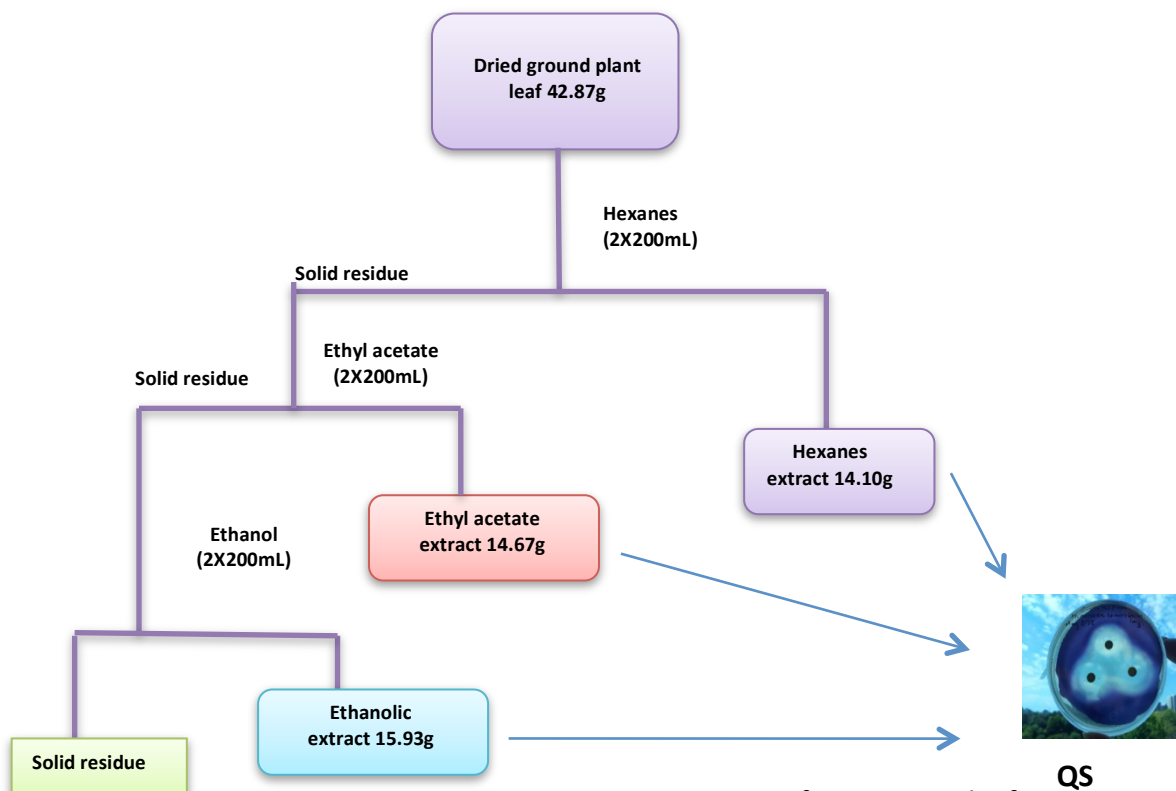 Dried ground plant
leaf 42.87g
Hexanes
(2X200mL)
Solid residue
Ethyl acetate
(2X200mL)
Solid residue
Hexanes
extract 14.10g
Ethyl acetate
extract 14.67g
Ethanol
(2X200mL)
Ethanolic
extract 15.93g
Solid residue
QS